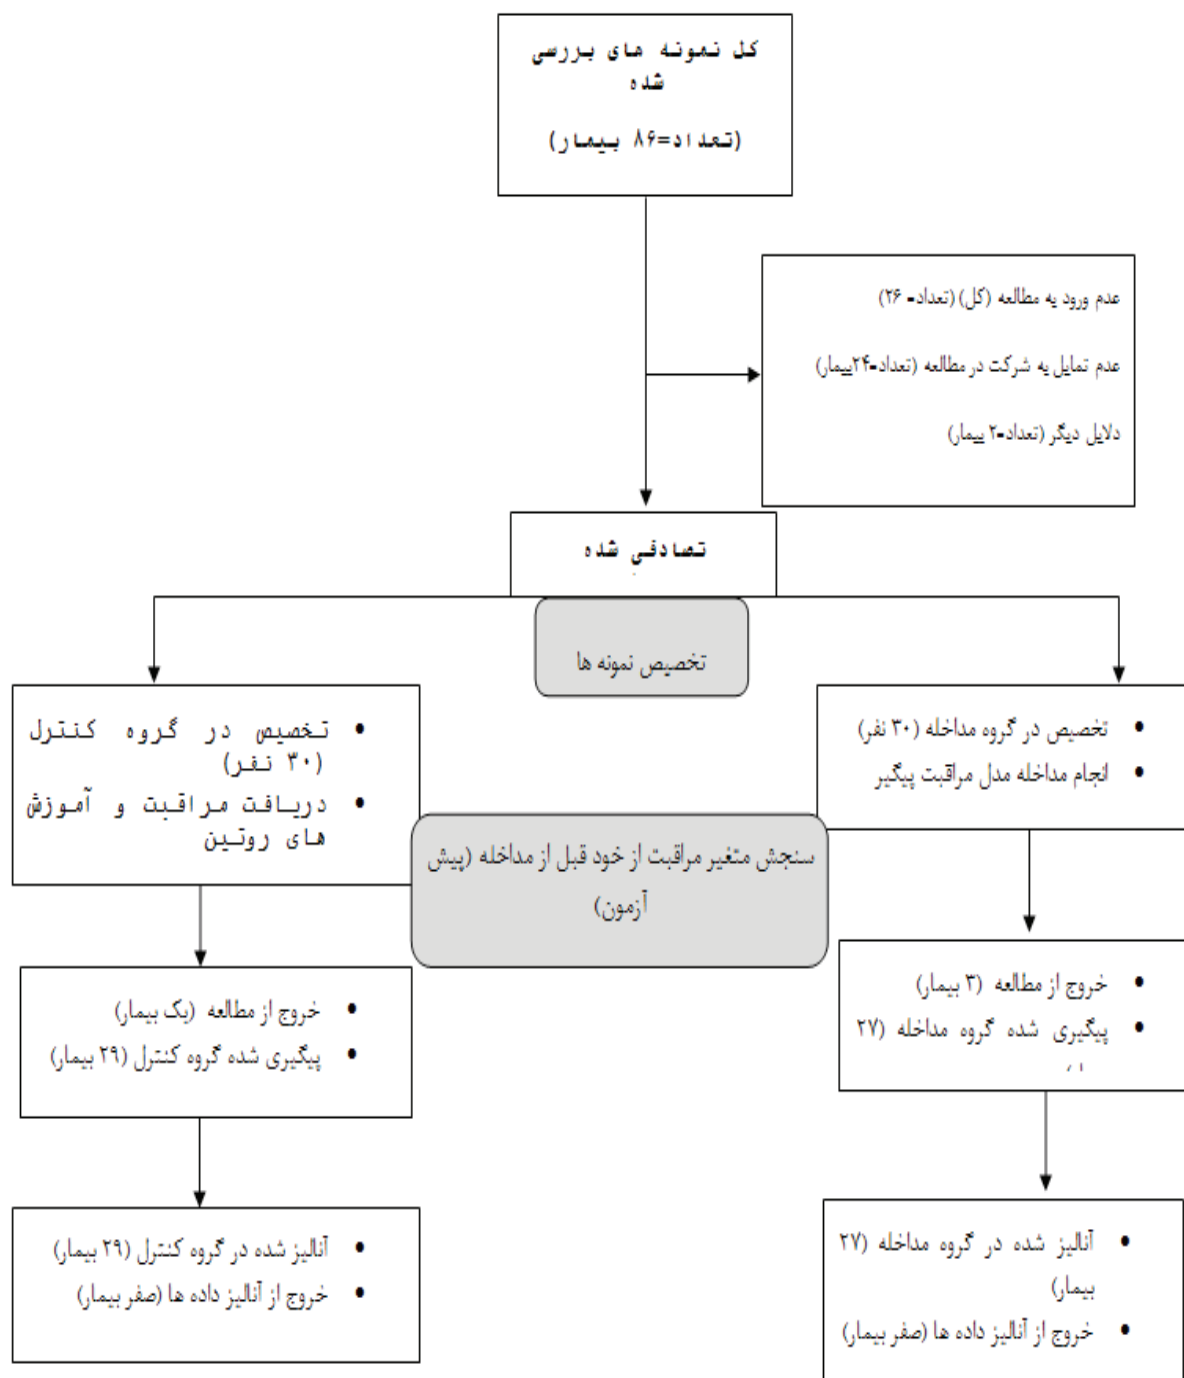 کل نمونه های بررسی
شده
(تعداد=۸۶ بیمار)
عدم ورود به مطالعه (کل) (تعداد= ۲۶)
عدم تمایل به شرکت در مطالعه (تعداد=۲۴بیمار)
دلایل دیگر (تعداد=۲ بیمار)
تصادفی شده
تخصیص نمونه ها
• تخصیص در گروه مداخله (۳۰ نفر)
• انجام مداخله مدل مراقبت پیگیر
• تخصیص در گروه کنترل
(۳۰ نفر)
• دریافت مراقبت و آموزش
های روتین
سنجش متغیر مراقبت از خود قبل از مداخله (پیش
آزمون)
• خروج از مطالعه (۳ بیمار)
• پیگیری شده گروه مداخله (۲۷
• خروج از مطالعه (یک بیمار)
• پیگیری شده گروه کنترل (۲۹ بیمار)
• آنالیز شده در گروه مداخله (۲۷
بیمار)
• خروج از آنالیز داده ها (صفر بیمار)
• آنالیز شده در گروه کنترل (۲۹ بیمار)
• خروج از آنالیز داده ها (صفر بیمار)